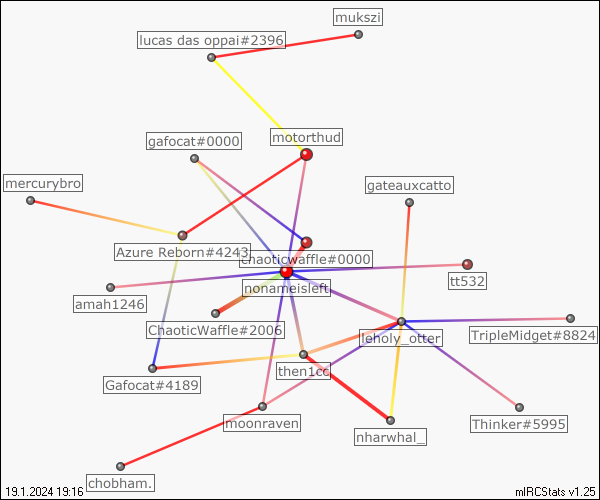 mukszi
lucas das oppai#2396
gafocat#0000
motorthud
mercurybro
gateauxcatto
Azure Reborn#4243
chaoticwaffle#0000
nonameisleft
tt532
amah1246
ChaoticWaffle#2006
leholy_otter
TripleMidget#8824
Gafocat#4189
then1cc
moonraven
nharwhal_
Thinker#5995
chobham.
19.1.2024 19:16
mIRCStats v1.25